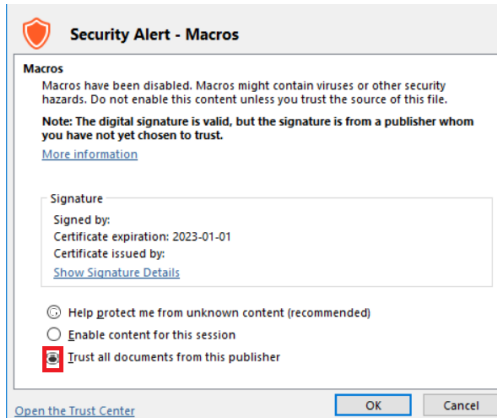 Security Alert - Macros
Macros
Macros have been disabled. Macros might contain viruses or other security
hazards. Do not enable this content unless you trust the source of this file.
Note: The digital signature is valid, but the signature is from a publisher whom
you have not yet chosen to trust.
More information
Signature
Signed by:
Certificate expiration: 2023-01-01
Certificate issued by:
Show Signature Details
Help protect me from unknown content (recommended)
Enable content for this session
Trust all documents from this publisher
Open the Trust Center
OK
Cancel